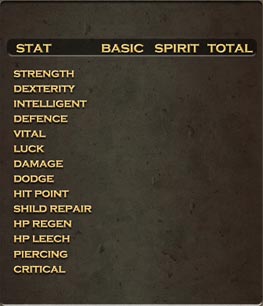 STAT BASIC SPIRIT TOTAL
STRENGTH
DEXTERITY
INTELLIGENT
DEFENCE
VITAL
LUCK
DAMAGE
DODGE
HIT POINT
SHILD REPAIR
HP REGEN
HP LEECH
PIERCING
CRITICAL